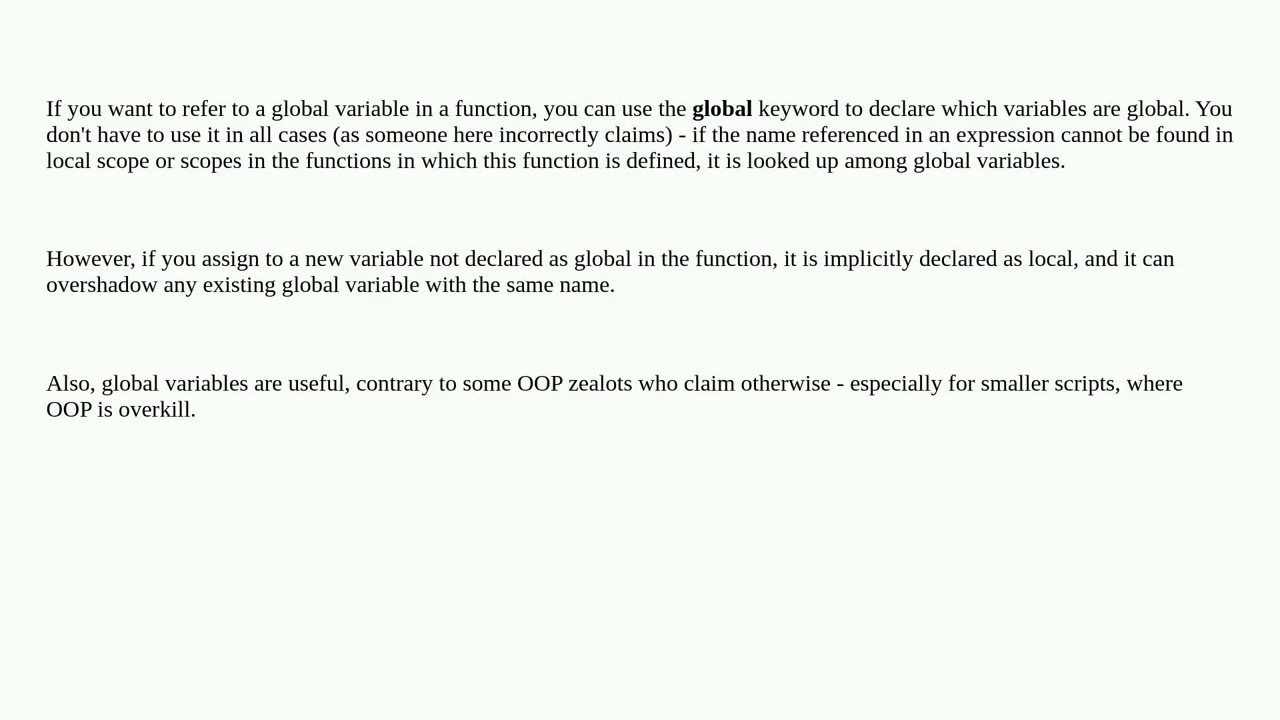 If you want to refer to a global variable in a function, you can use the global keyword to declare which variables are global. You
don't have to use it in all cases (as someone here incorrectly claims) - if the name referenced in an expression cannot be found in
local scope or scopes in the functions in which this function is defined, it is looked up among global variables.
However, if you assign to a new variable not declared as global in the function, it is implicitly declared as local, and it can
overshadow any existing global variable with the same name.
Also, global variables are useful, contrary to some OOP zealots who claim otherwise - especially for smaller scripts, where
OOP is overkill.